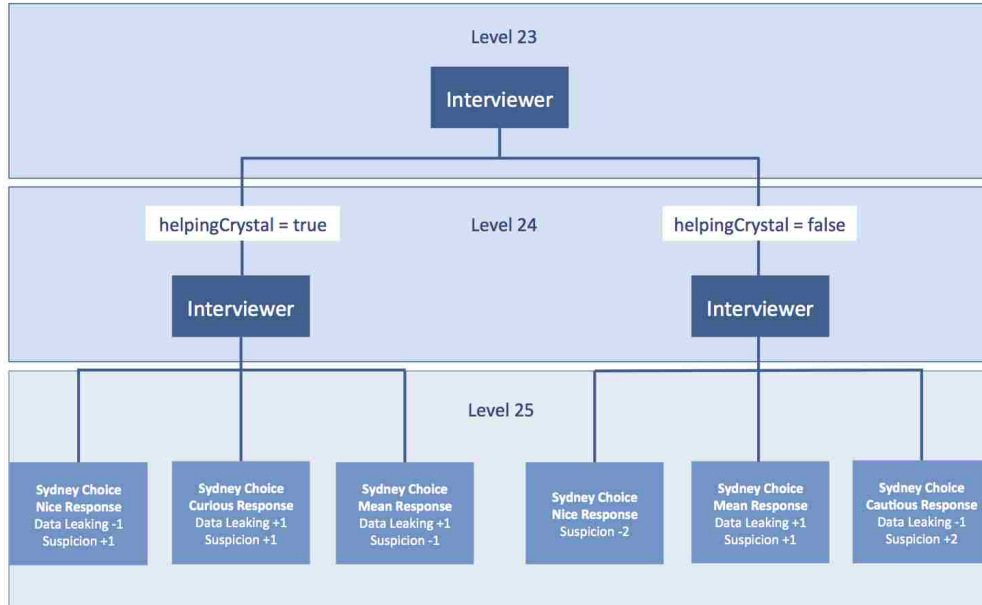 Level 23
Interviewer
helpingCrystal = true
Level 24
helpingCrystal = false
Interviewer
Interviewer
Level 25
Sydney Choice
Nice Response
Data Leaking -1
Suspicion +1
Sydney Choice
Curious Response
Data Leaking +1
Suspicion +1
Sydney Choice
Mean Response
Data Leaking +1
Suspicion -1
Sydney Choice
Nice Response
Suspicion -2
Sydney Choice
Mean Response
Data Leaking +1
Suspicion +1
Sydney Choice
Cautious Response
Data Leaking -1
Suspicion +2